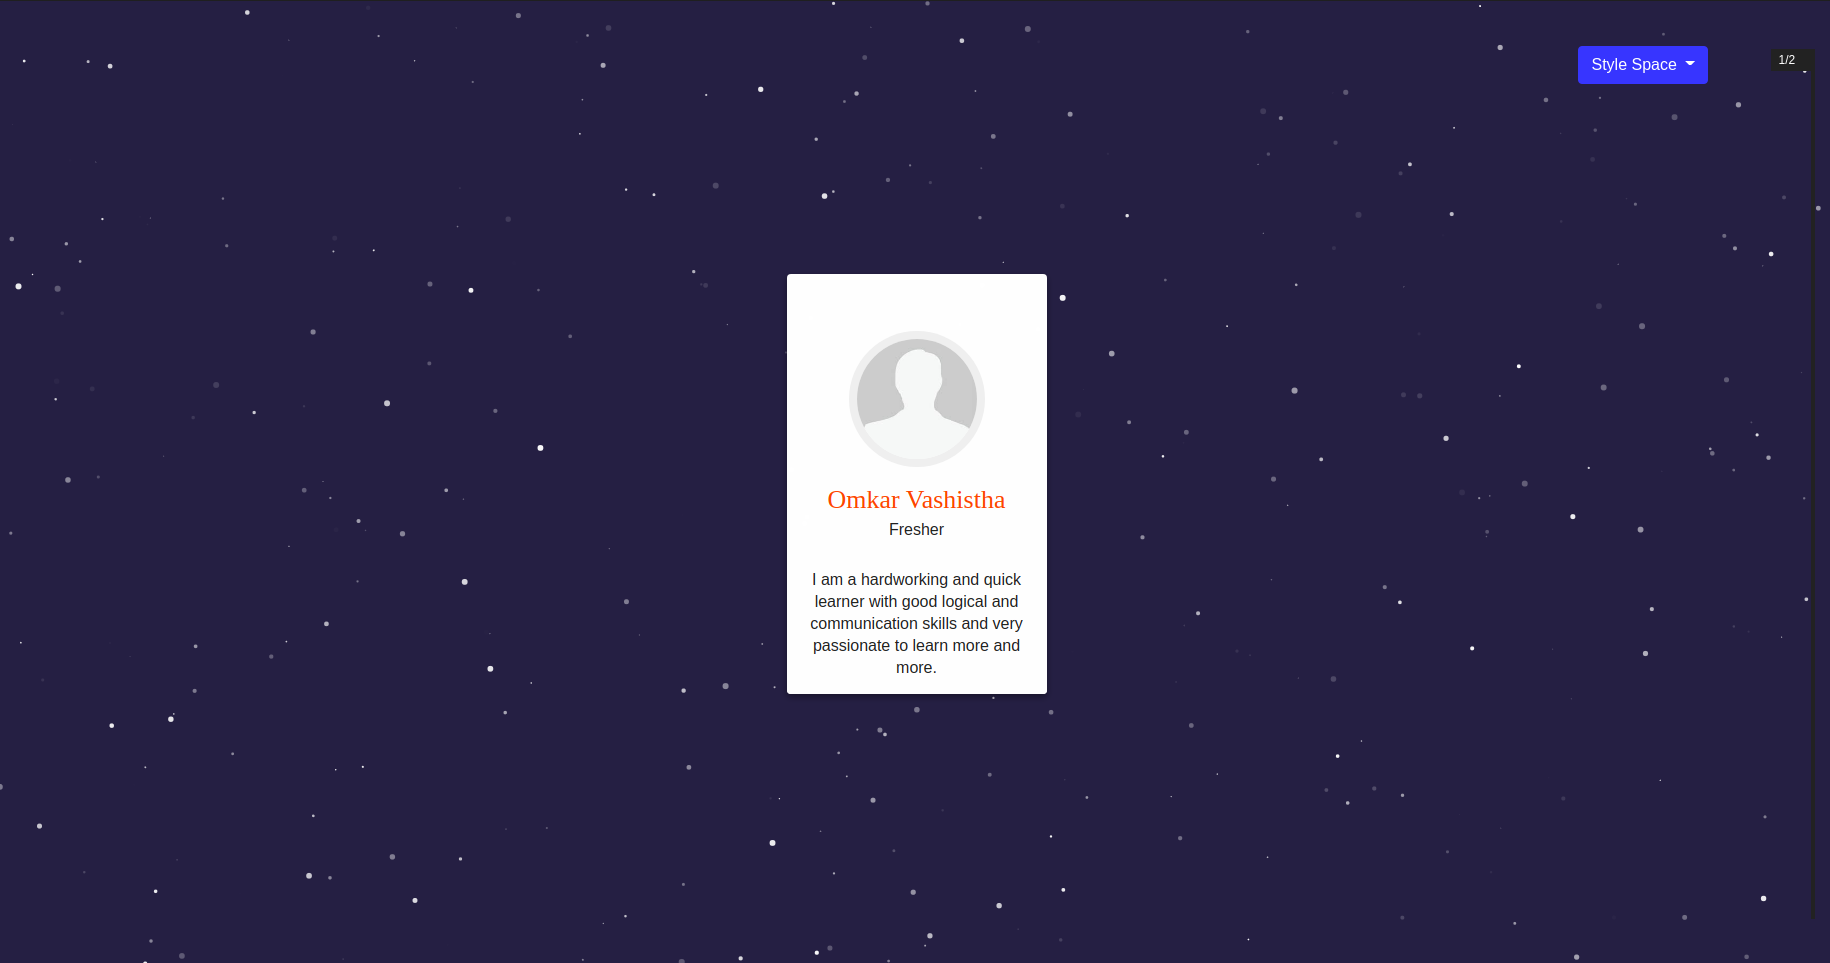 Style Space
1/2
Omkar Vashistha
Fresher
I am a hardworking and quick
learner with good logical and
communication skills and very
passionate to learn more and
more.